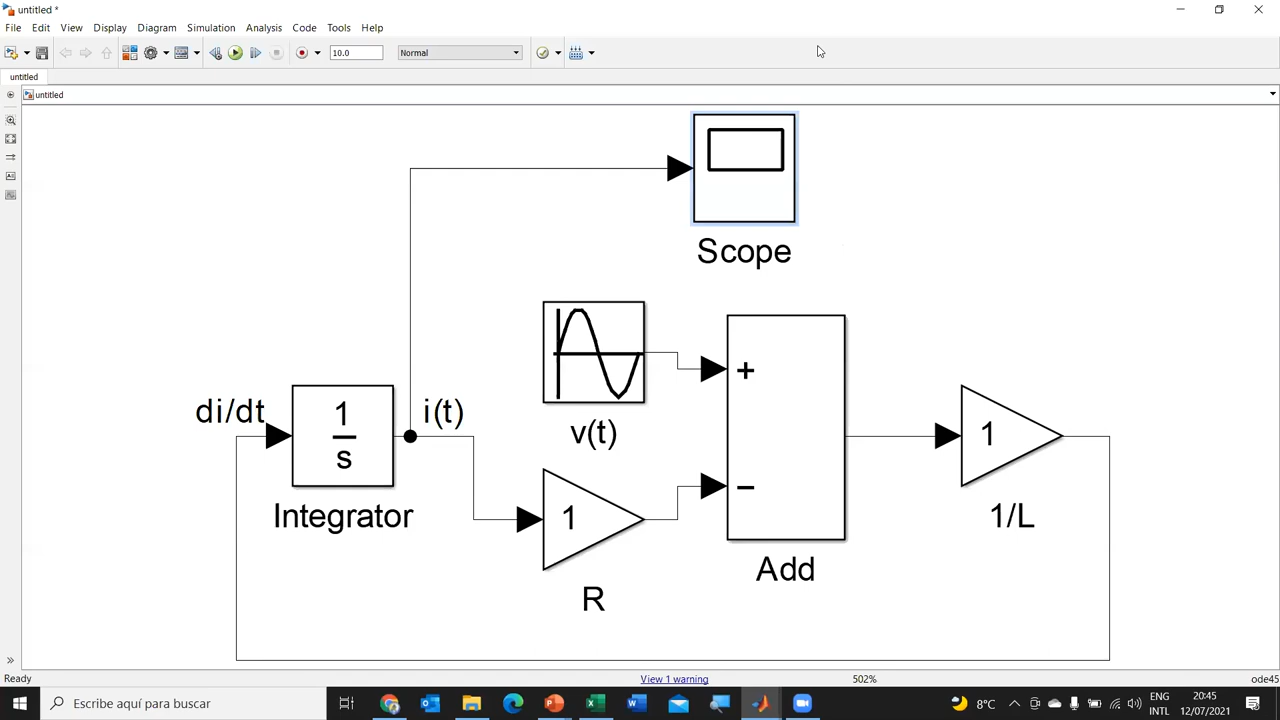 untitled *
File Edit View Display Diagram Simulation Analysis Code Tools Help
10.0 Normal
untitled
untitled
Scope
di/dt
1
s
i(t)
Integrator
v(t)
1
R
+
−
Add
1
1/L
Ready View 1 warning 502% ode45
Escribe aquí para buscar
8°C
ENG
INTL
20:45
12/07/2021